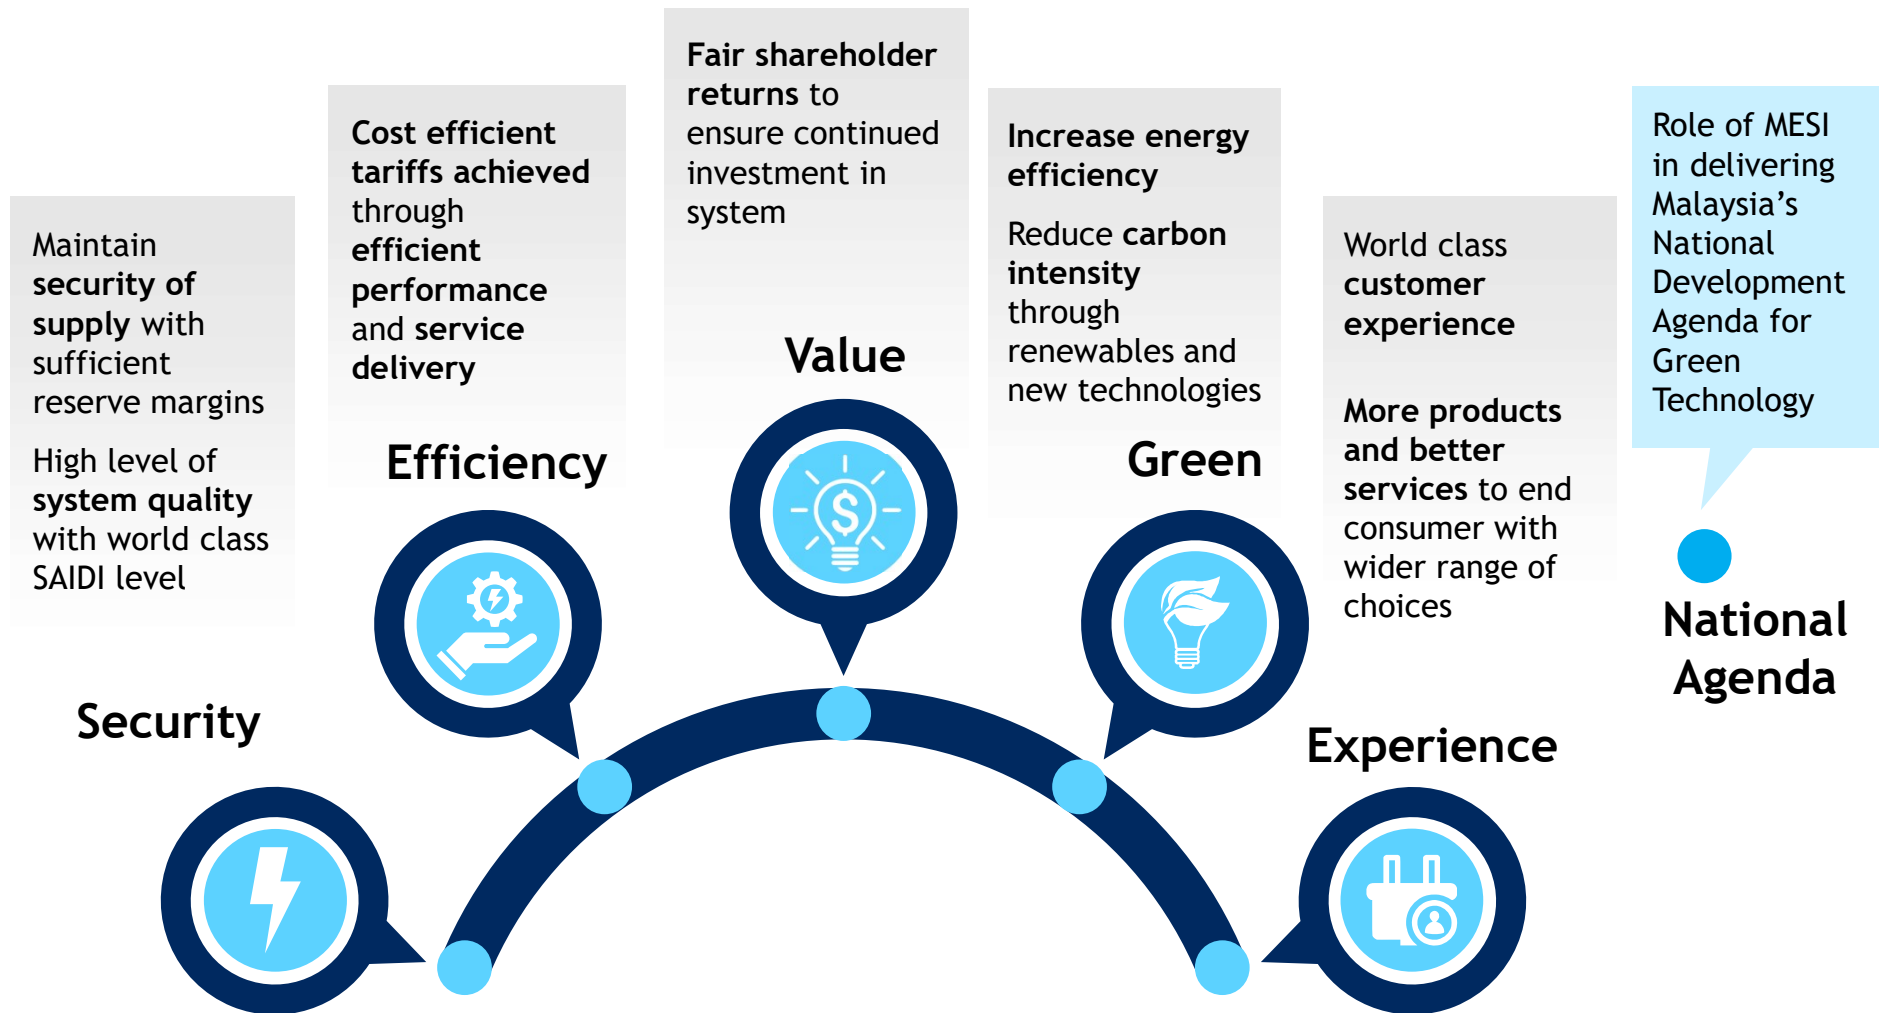 Maintain
security of
supply with
sufficient
reserve margins
High level of
system quality
with world class
SAIDI level
Security
Cost efficient
tariffs achieved
through
efficient
performance
and service
delivery
Efficiency
Fair shareholder
returns to
ensure continued
investment in
system
Value
$
Increase energy
efficiency
Reduce carbon
intensity
through
renewables and
new technologies
Green
World class
customer
experience
More products
and better
services to end
consumer with
wider range of
choices
Experience
Role of MESI
in delivering
Malaysia’s
National
Development
Agenda for
Green
Technology
National
Agenda